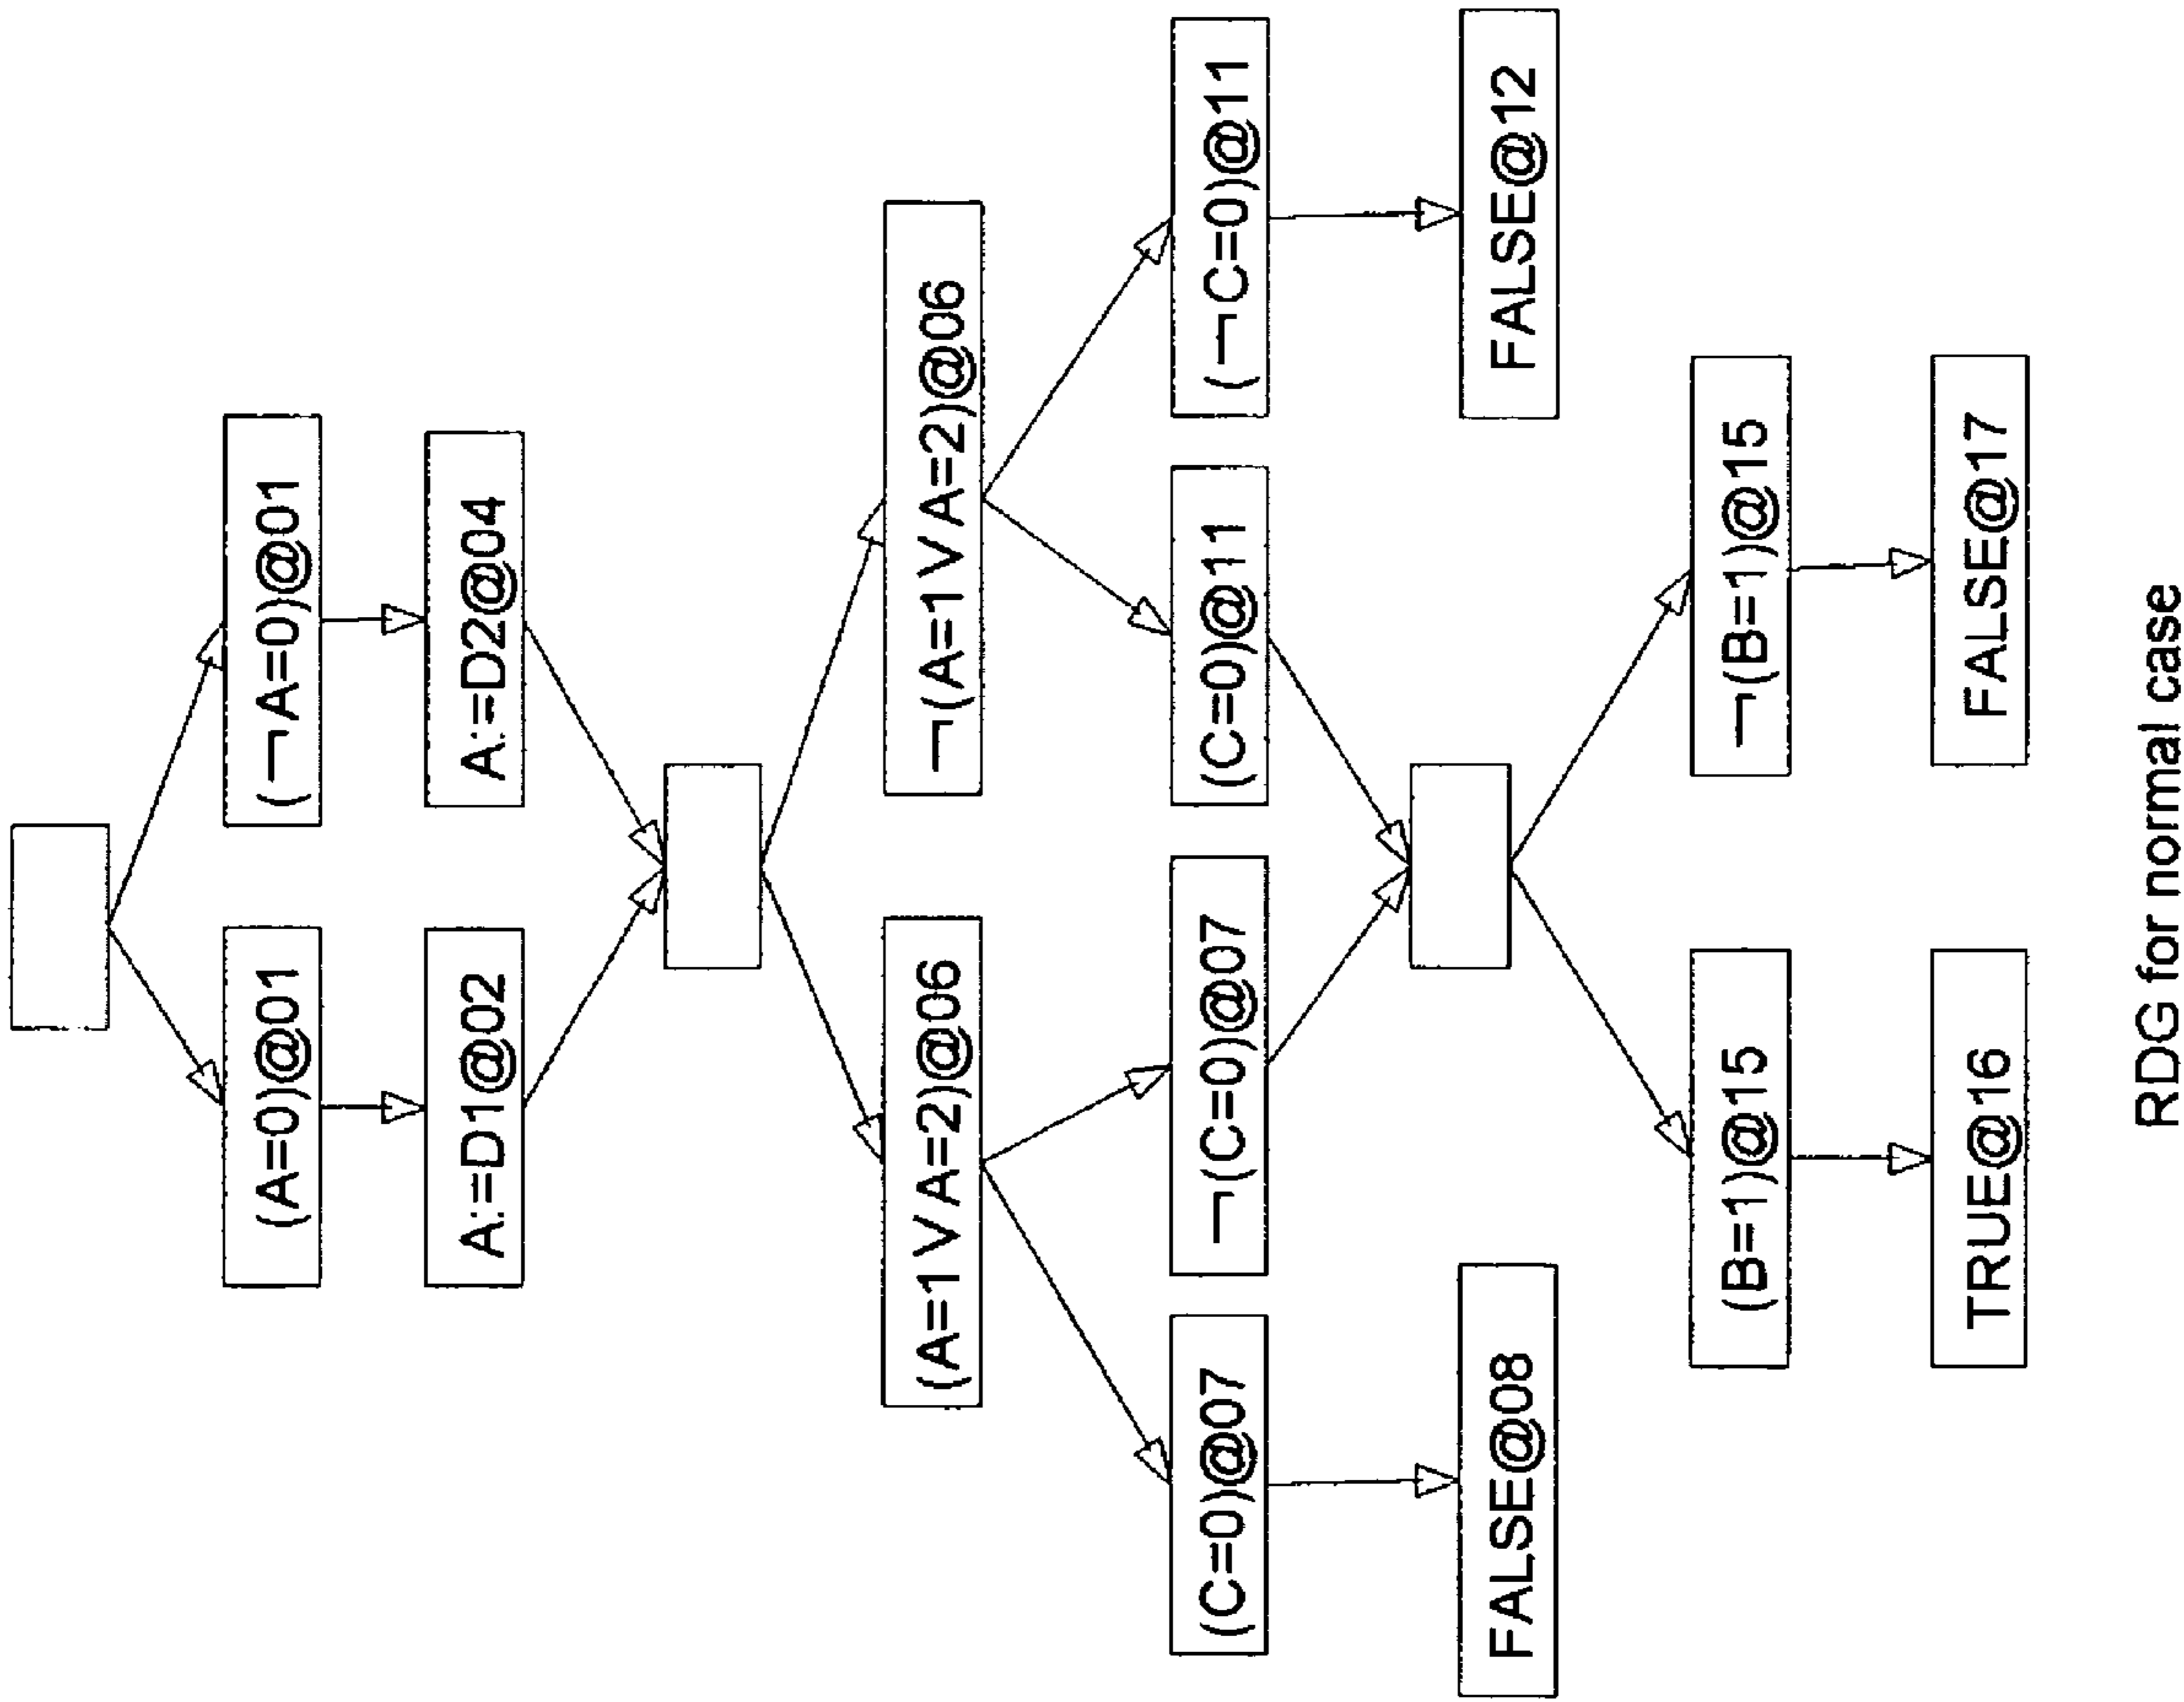 (A=0)@01
(¬A=0)@01
A:=D1@02
A:=D2@04
(A=1∨A=2)@06
¬(A=1∨A=2)@06
(C=0)@07
¬(C=0)@07
(C=0)@11
(¬C=0)@11
FALSE@08
FALSE@12
(B=1)@15
¬(B=1)@15
TRUE@16
FALSE@17
RDG for normal case